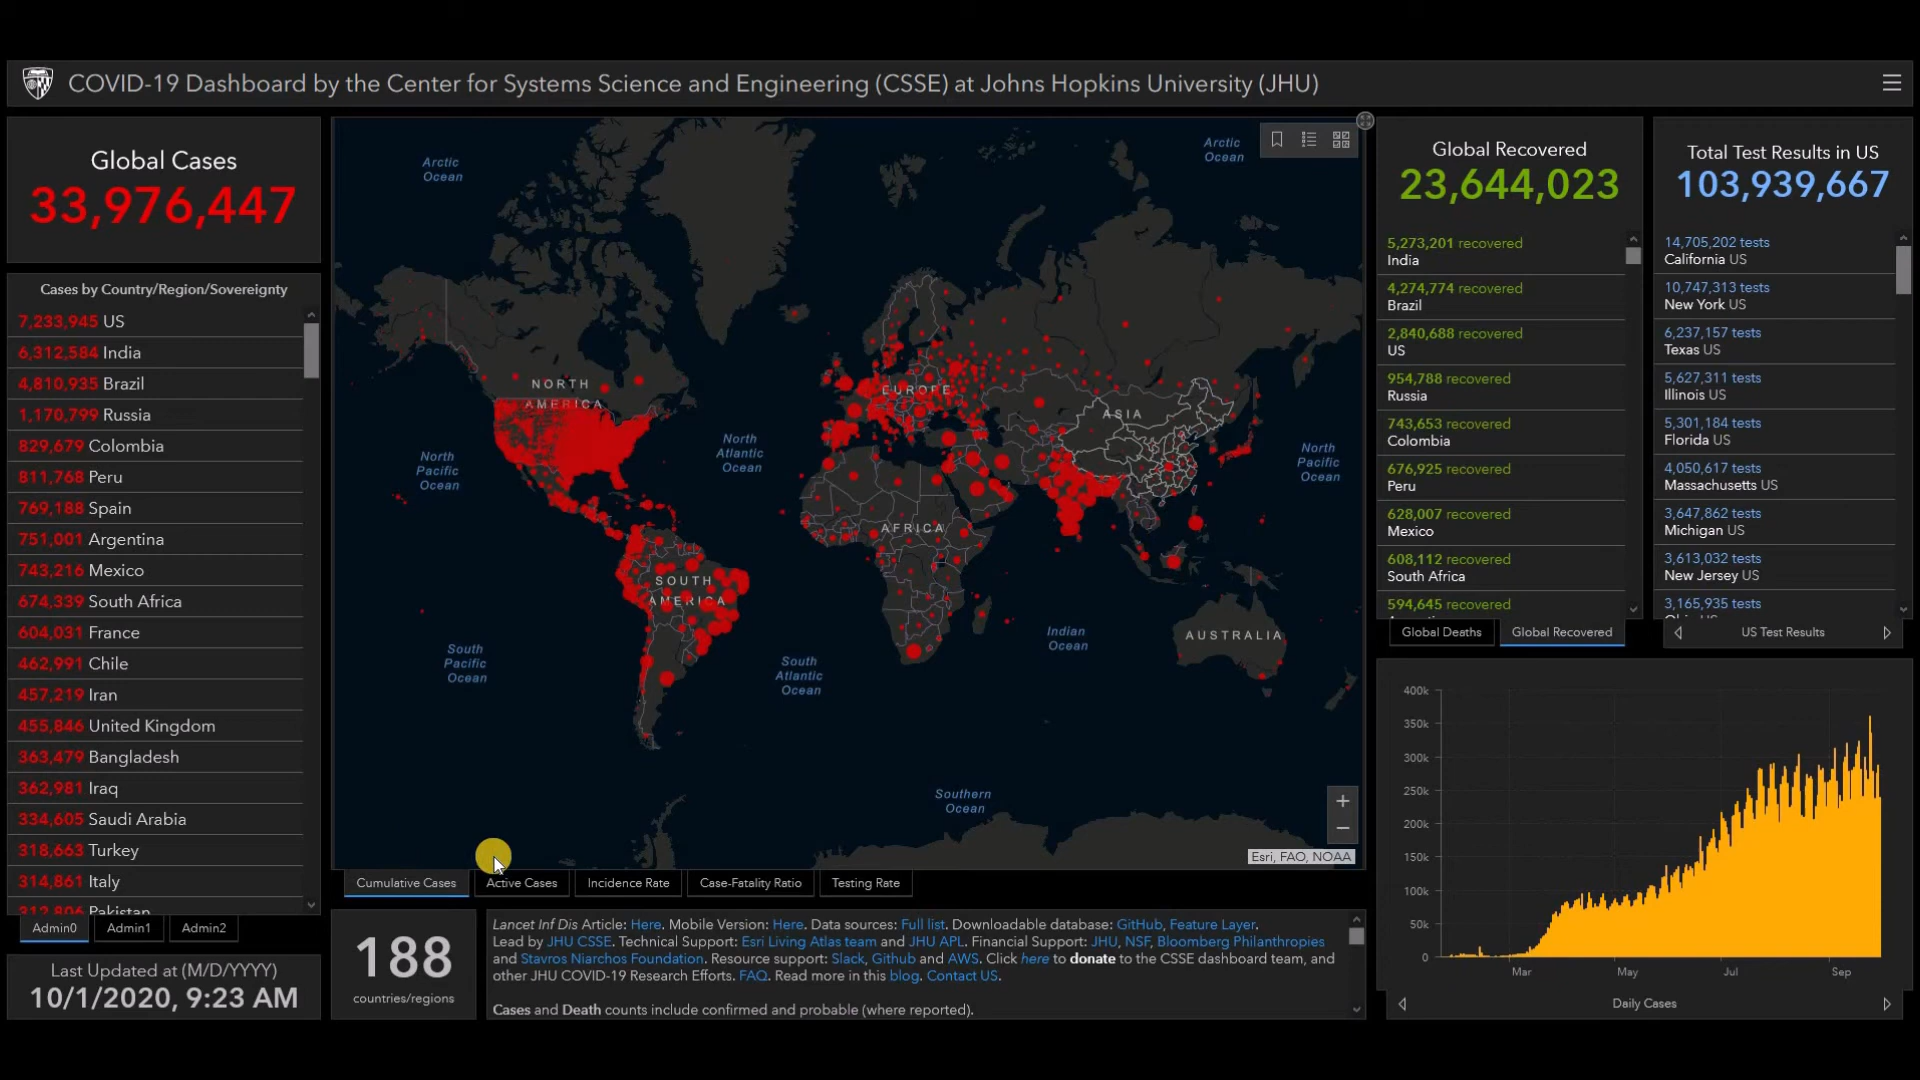 COVID-19 Dashboard by the Center for Systems Science and Engineering (CSSE) at Johns Hopkins University (JHU)
Global Cases
33,976,447
Cases by Country/Region/Sovereignty
7,233,945 US
6,312,584 India
4,810,935 Brazil
1,170,799 Russia
829,679 Colombia
811,768 Peru
769,188 Spain
751,001 Argentina
743,216 Mexico
674,339 South Africa
604,031 France
462,991 Chile
457,219 Iran
455,846 United Kingdom
363,479 Bangladesh
362,981 Iraq
334,605 Saudi Arabia
318,663 Turkey
314,861 Italy
312,806 Pakistan
Admin0 Admin1 Admin2
Last Updated at (M/D/YYYY)
10/1/2020, 9:23 AM
Arctic
Ocean
Arctic
Ocean
NORTH
AMERICA
EUROPE
ASIA
North
Pacific
Ocean
North
Atlantic
Ocean
North
Pacific
Ocean
AFRICA
SOUTH
AMERICA
AUSTRALIA
South
Pacific
Ocean
South
Atlantic
Ocean
Indian
Ocean
Southern
Ocean
+
−
Esri, FAO, NOAA
Cumulative Cases Active Cases Incidence Rate Case-Fatality Ratio Testing Rate
188
countries/regions
Lancet Inf Dis Article: Here. Mobile Version: Here. Data sources: Full list. Downloadable database: GitHub, Feature Layer.
Lead by JHU CSSE. Technical Support: Esri Living Atlas team and JHU APL. Financial Support: JHU, NSF, Bloomberg Philanthropies
and Stavros Niarchos Foundation. Resource support: Slack, Github and AWS. Click here to donate to the CSSE dashboard team, and
other JHU COVID-19 Research Efforts. FAQ. Read more in this blog. Contact US.
Cases and Death counts include confirmed and probable (where reported).
Global Recovered
23,644,023
5,273,201 recovered
India
4,274,774 recovered
Brazil
2,840,688 recovered
US
954,788 recovered
Russia
743,653 recovered
Colombia
676,925 recovered
Peru
628,007 recovered
Mexico
608,112 recovered
South Africa
594,645 recovered
Global Deaths Global Recovered
Total Test Results in US
103,939,667
14,705,202 tests
California US
10,747,313 tests
New York US
6,237,157 tests
Texas US
5,627,311 tests
Illinois US
5,301,184 tests
Florida US
4,050,617 tests
Massachusetts US
3,647,862 tests
Michigan US
3,613,032 tests
New Jersey US
3,165,935 tests
US Test Results
400k
350k
300k
250k
200k
150k
100k
50k
0
Mar May Jul Sep
Daily Cases